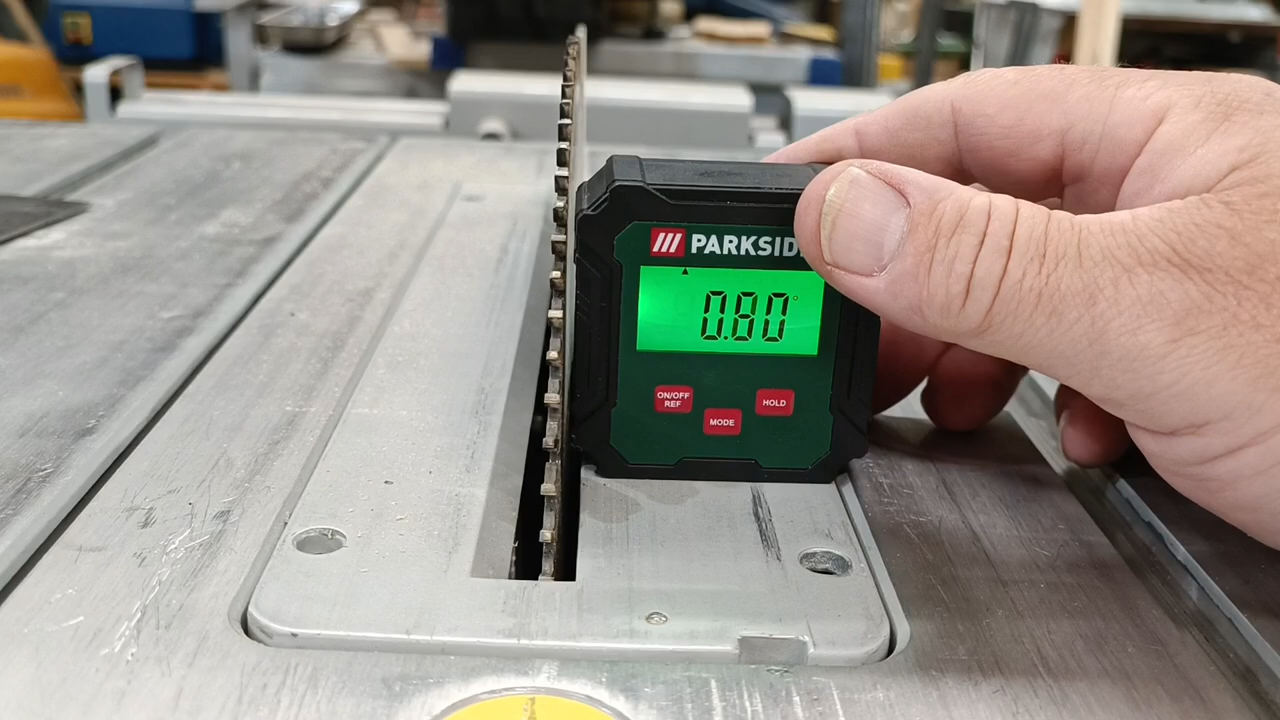 PARKSID
0.80°
ON/OFF
REF
HOLD
MODE